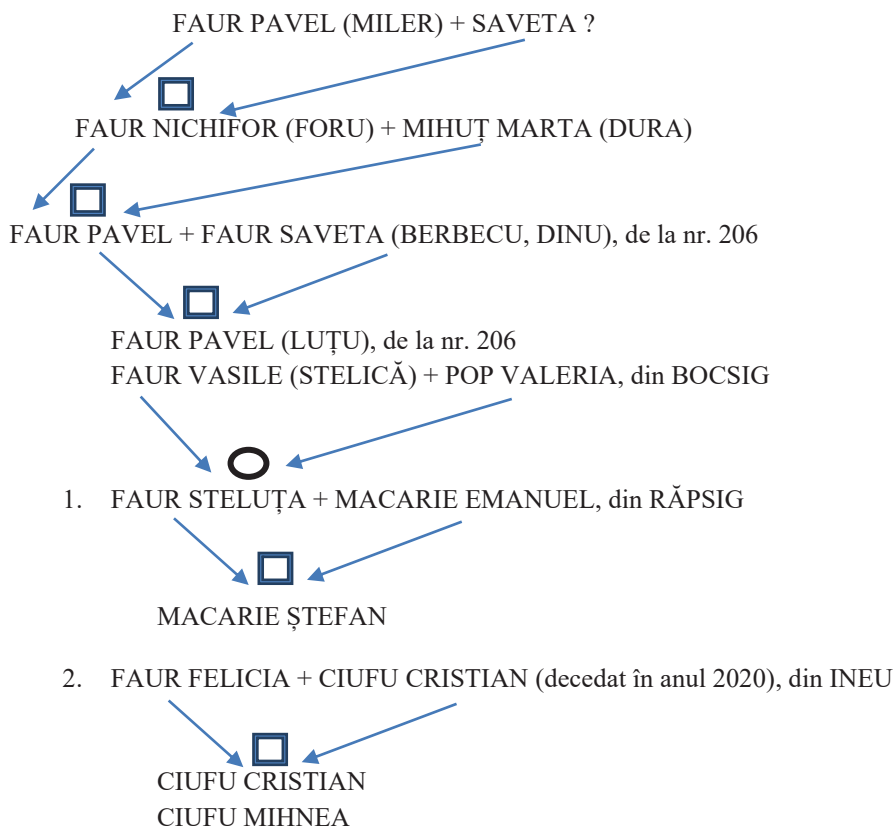 FAUR PAVEL (MILER) + SAVETA ?
FAUR NICHIFOR (FORU) + MIHUȚ MARTA (DURA)
FAUR PAVEL + FAUR SAVETA (BERBECU, DINU), de la nr. 206
FAUR PAVEL (LUȚU), de la nr. 206
FAUR VASILE (STELICĂ) + POP VALERIA, din BOCSIG
1. FAUR STELUȚA + MACARIE EMANUEL, din RĂPSIG
MACARIE ȘTEFAN
2. FAUR FELICIA + CIUFU CRISTIAN (decedat în anul 2020), din INEU
CIUFU CRISTIAN
CIUFU MIHNEA